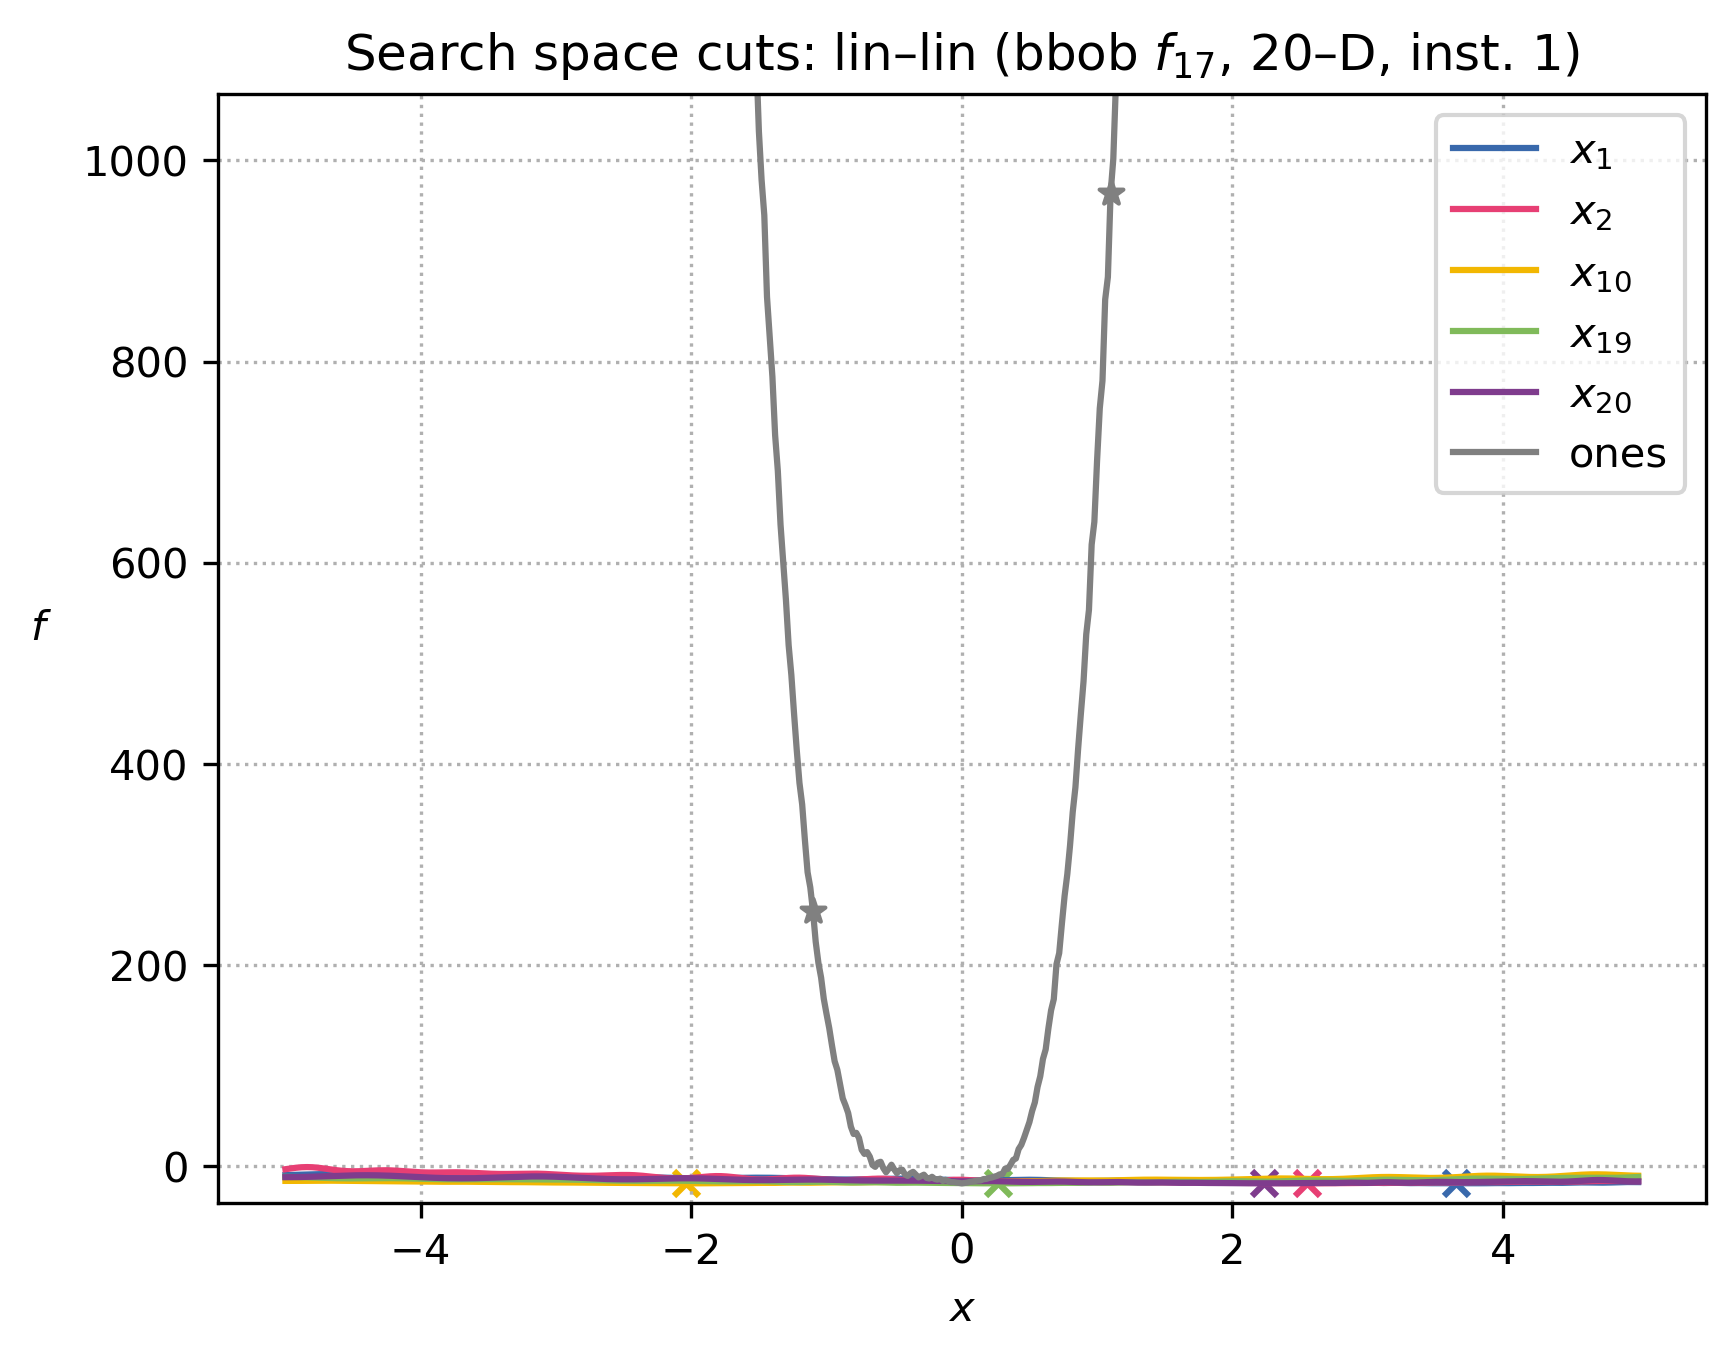 Search space cuts: lin–lin (bbob f₁₇, 20–D, inst. 1)
1000
800
600
400
200
0
f
−4
−2
0
2
4
x
x₁
x₂
x₁₀
x₁₉
x₂₀
ones